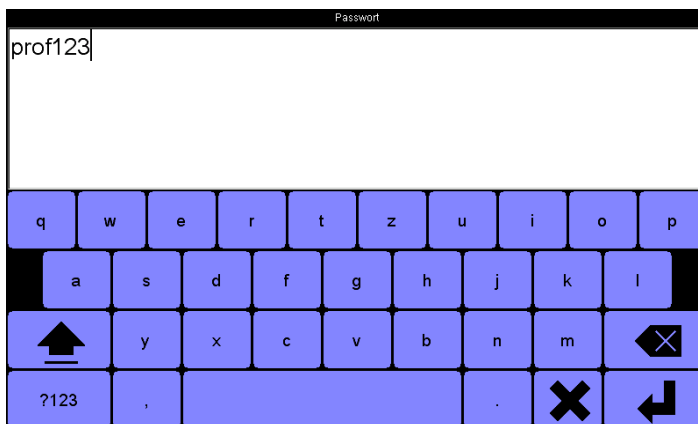 Passwort
prof123
q w e r t z u i o p
a s d f g h j k l
y x c v b n m
?123 , .